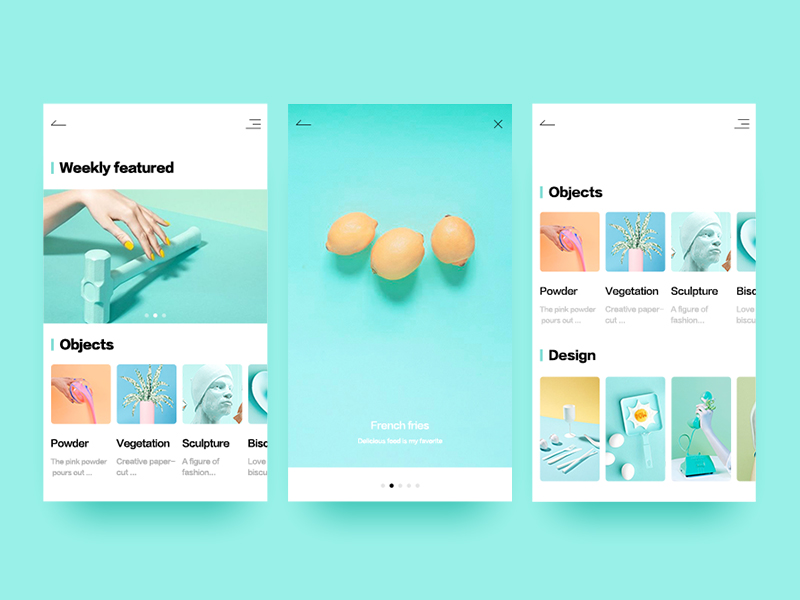 Weekly featured
Objects
Powder
The pink powder
pours out ...
Vegetation
Creative paper-
cut ...
Sculpture
A figure of
fashion...
Bisc
Love
biscu
French fries
Delicious food is my favorite
Objects
Powder
The pink powder
pours out ...
Vegetation
Creative paper-
cut ...
Sculpture
A figure of
fashion...
Bisc
Love
biscu
Design